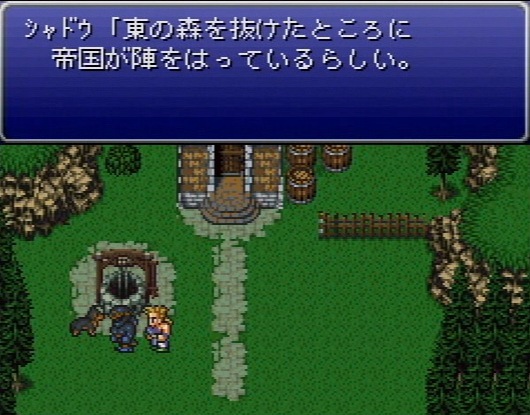 ｼｬﾄﾞｳ「東の森を抜けたところに
帝国が陣をはっているらしい。